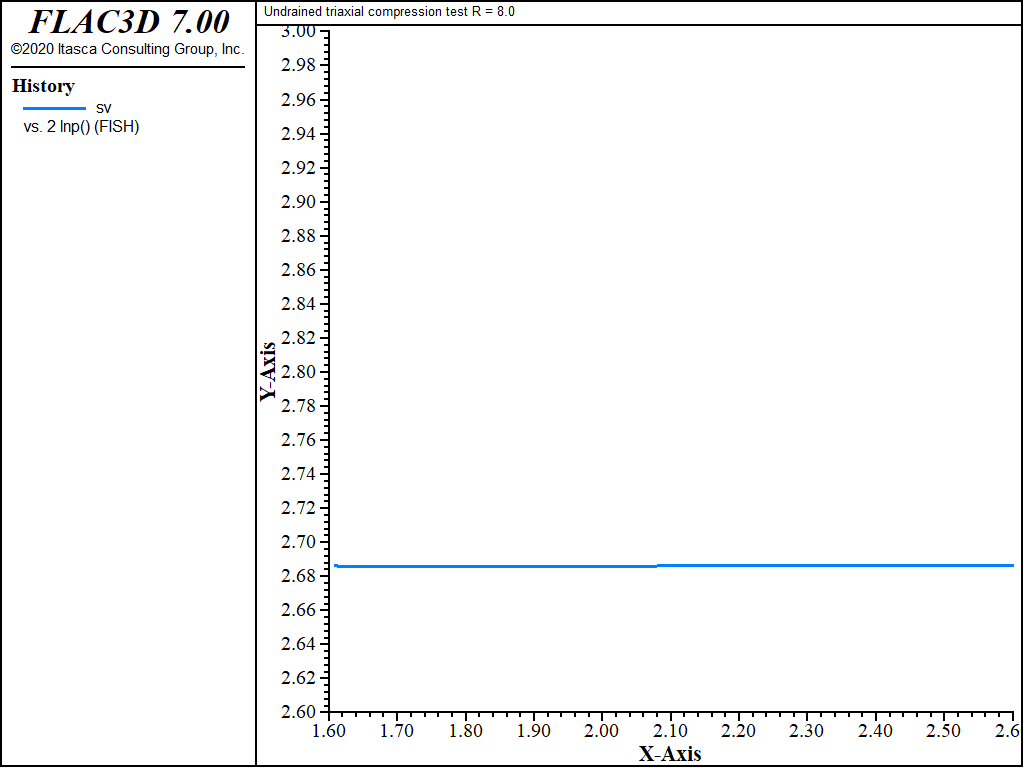 FLAC3D 7.00
©2020 Itasca Consulting Group, Inc.
History
sv
vs. 2 lnp() (FISH)
Undrained triaxial compression test R = 8.0
3.00
2.98
2.96
2.94
2.92
2.90
2.88
2.86
2.84
2.82
2.80
2.78
2.76
2.74
2.72
2.70
2.68
2.66
2.64
2.62
2.60
Y-Axis
1.60 1.70 1.80 1.90 2.00 2.10 2.20 2.30 2.40 2.50 2.6
X-Axis